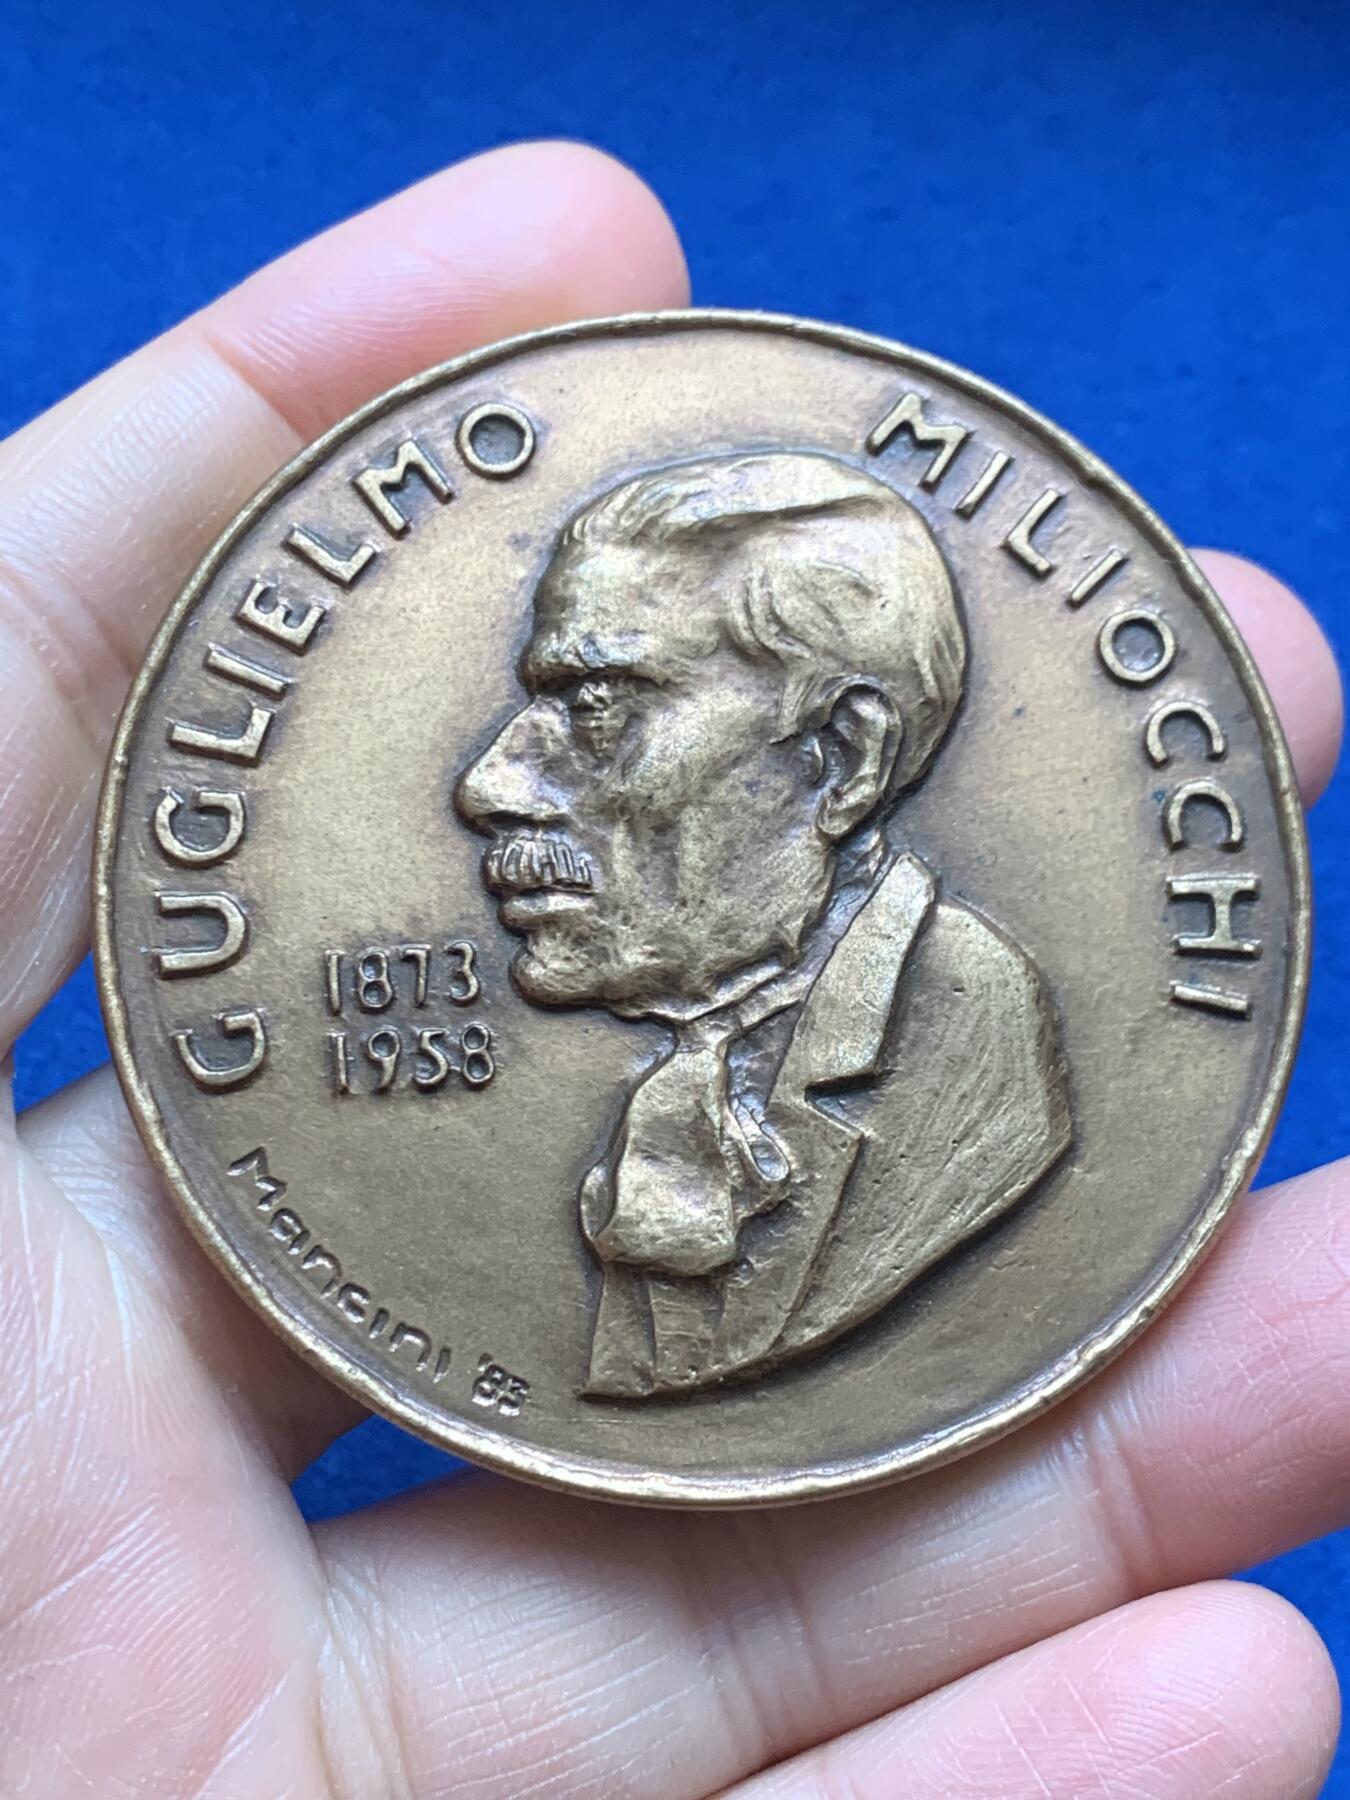 GUGLIELMO MILIOCCHI
1873
1958
Mancini '83